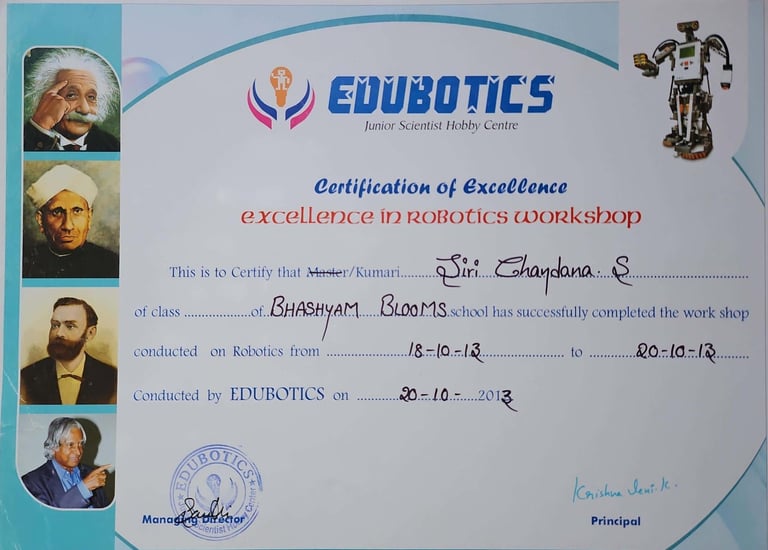 EDUBOTICS
Junior Scientist Hobby Centre
Certification of Excellence
EXCELLENCE IN ROBOTICS WORKSHOP
This is to Certify that Master/Kumari Siri Chandana. S
of class ................of BHASHYAM BLOOMS school has successfully completed the work shop
conducted on Robotics from 18-10-13 to 20-10-13
Conducted by EDUBOTICS on 20-10- 2013
EDUBOTICS
Managing Director
Principal